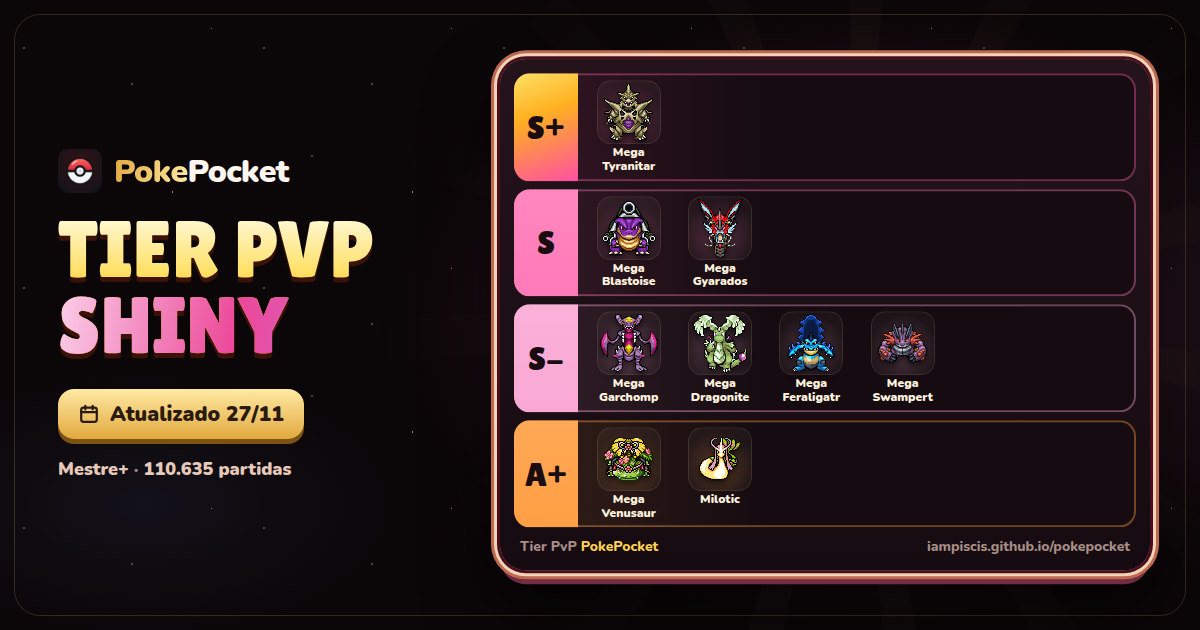 PokePocket
TIER PVP
SHINY
Atualizado 27/11
Mestre+ · 110.635 partidas
S+
Mega
Tyranitar
S
Mega
Blastoise
Mega
Gyarados
S–
Mega
Garchomp
Mega
Dragonite
Mega
Feraligatr
Mega
Swampert
A+
Mega
Venusaur
Milotic
Tier PvP PokePocket
iampiscis.github.io/pokepocket